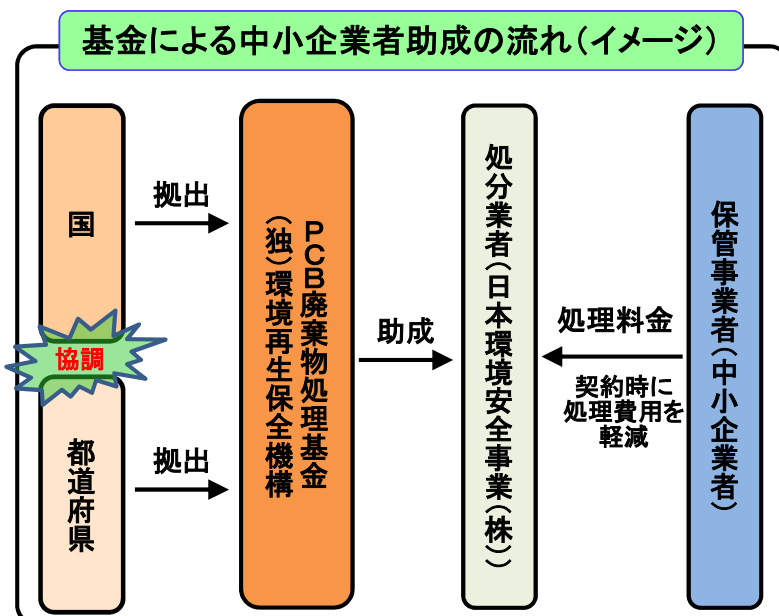 基金による中小企業者助成の流れ(イメージ)
国
協調
都道府県
拠出
拠出
PCB廃棄物処理基金
(独)環境再生保全機構
助成
処分業者(日本環境安全事業(株))
処理料金
契約時に
処理費用を
軽減
保管事業者(中小企業者)